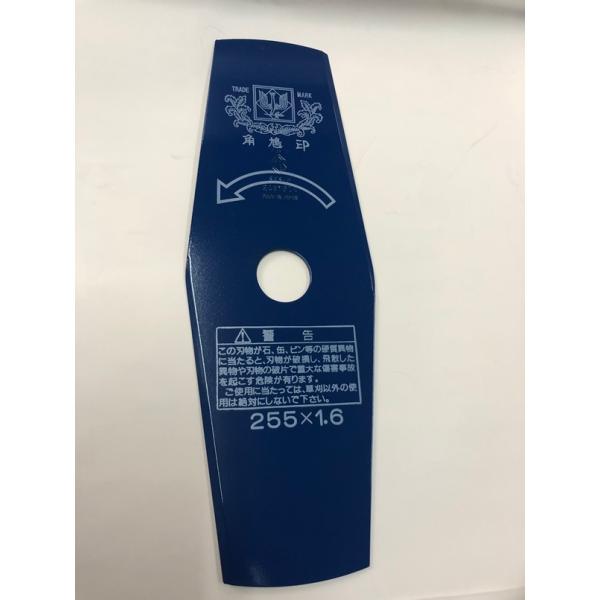 TRADE MARK
角鳩印
警告
この刃物が石、缶、ビン等の硬質異物
に当たると、刃物が破損し、飛散した
異物や刃物の破片で重大な傷害事故
を起こす危険が有ります。
ご使用に当たっては、草刈以外の使
用は絶対にしないで下さい。
255×1.6